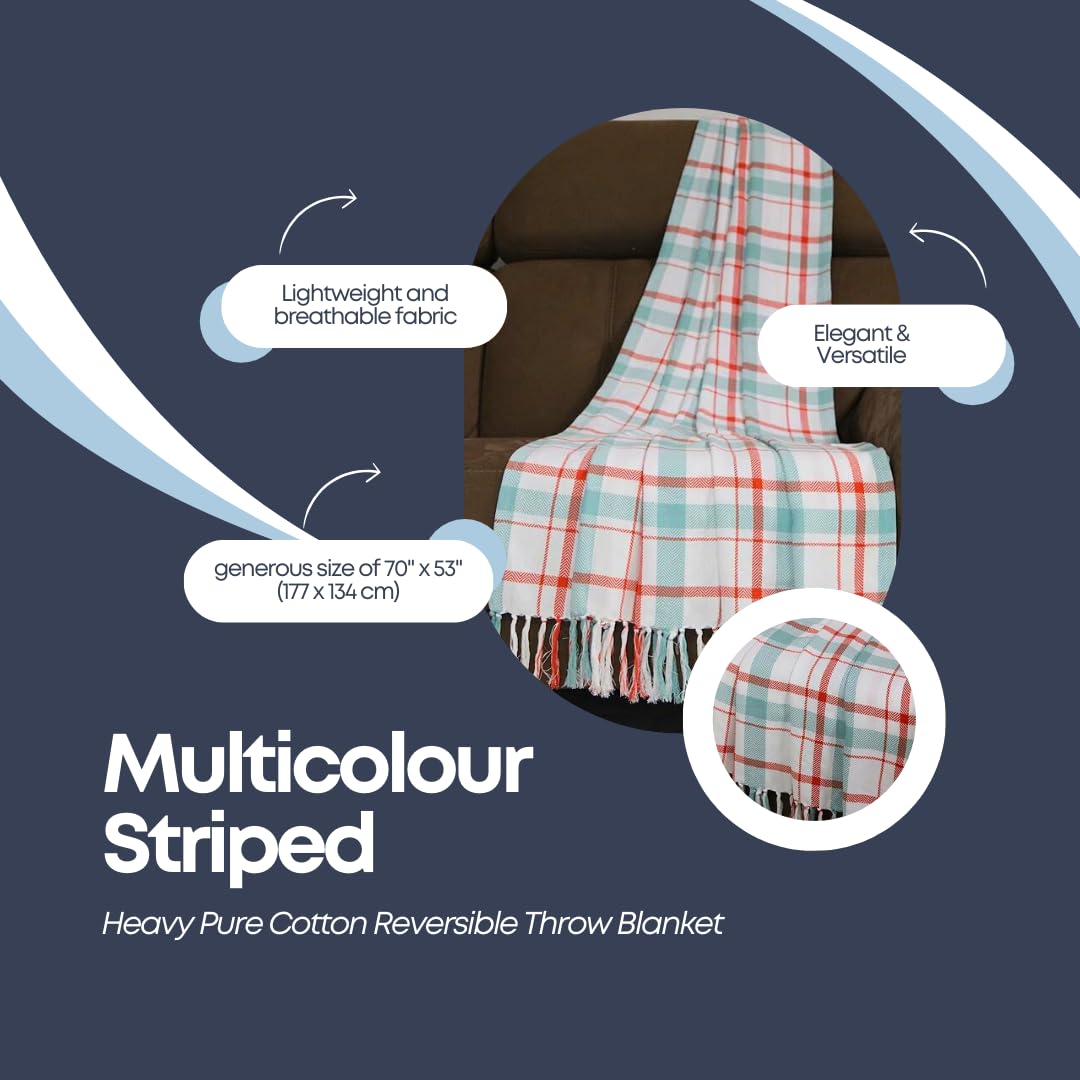 Lightweight and
breathable fabric
Elegant &
Versatile
generous size of 70" x 53"
(177 x 134 cm)
Multicolour
Striped
Heavy Pure Cotton Reversible Throw Blanket